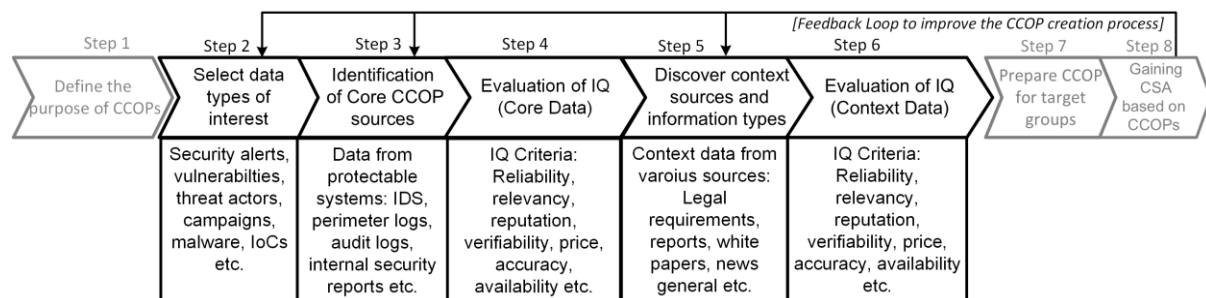 [Feedback Loop to improve the CCOP creation process]
Step 1
Define the
purpose of CCOPs
Step 2
Select data
types of
interest
Security alerts,
vulnerabilties,
threat actors,
campaigns,
malware, IoCs
etc.
Step 3
Identification
of Core CCOP
sources
Data from
protectable
systems: IDS,
perimeter logs,
audit logs,
internal security
reports etc.
Step 4
Evaluation of IQ
(Core Data)
IQ Criteria:
Reliability,
relevancy,
reputation,
verifiability, price,
accuracy,
availability etc.
Step 5
Discover context
sources and
information types
Context data from
varoius sources:
Legal
requirements,
reports, white
papers, news
general etc.
Step 6
Evaluation of IQ
(Context Data)
IQ Criteria:
Reliability,
relevancy,
reputation,
verifiability, price,
accuracy, availability etc.
Step 7
Prepare CCOP
for target
groups
Step 8
Gaining
CSA
based on
CCOPs